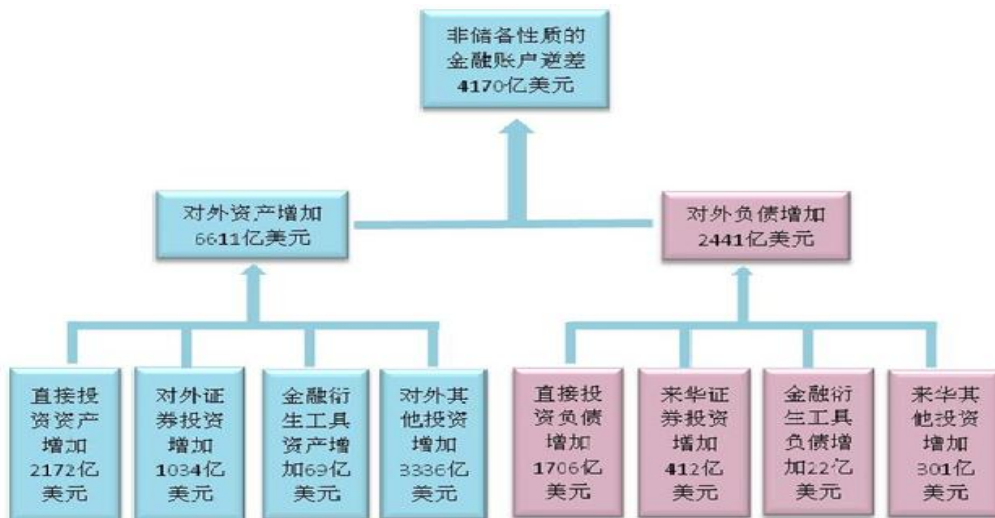 非储备性质的
金融账户逆差
4170亿美元
对外资产增加
6611亿美元
对外负债增加
2441亿美元
直接投
资资产
增加
2172亿
美元
对外证
券投资
增加
1034亿
美元
金融衍
生工具
资产增
加69亿
美元
对外其
他投资
增加
3336亿
美元
直接投
资负债
增加
1706亿
美元
来华证
券投资
增加
412亿
美元
金融衍
生工具
负债增
加22亿
美元
来华其
他投资
增加
301亿
美元